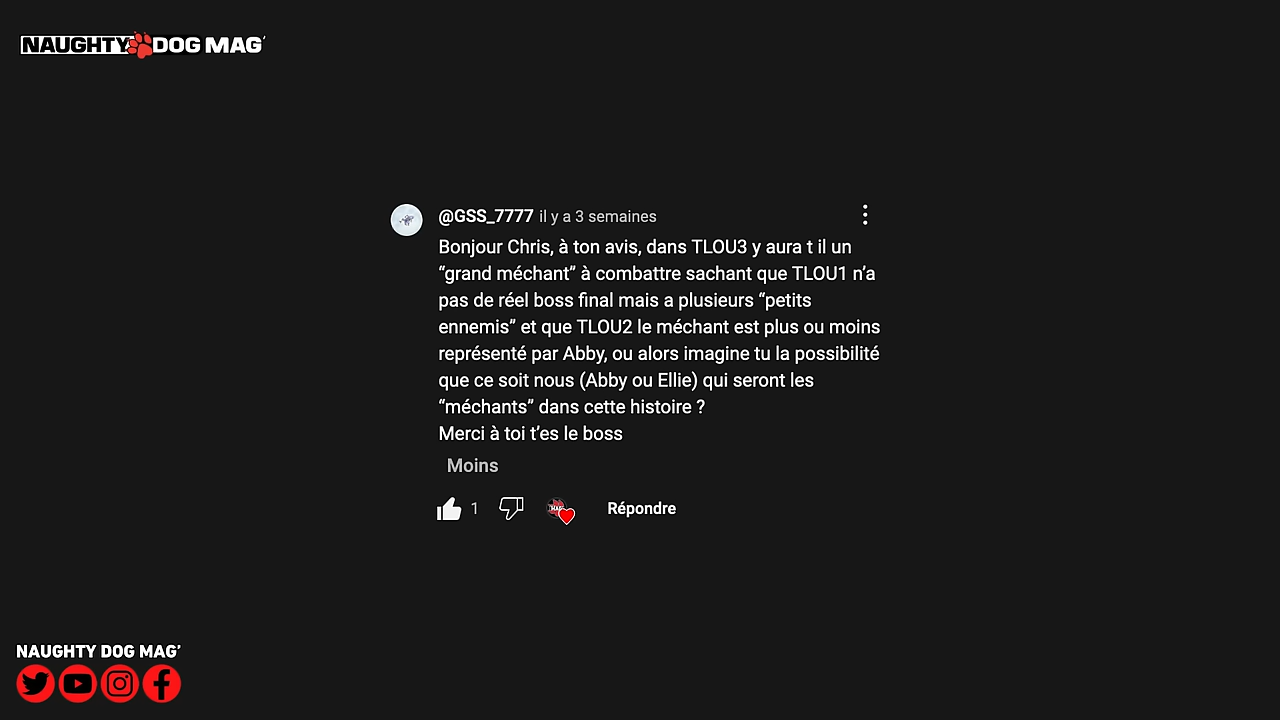 NAUGHTY DOG MAG'
@GSS_7777 il y a 3 semaines
Bonjour Chris, à ton avis, dans TLOU3 y aura t il un
“grand méchant” à combattre sachant que TLOU1 n’a
pas de réel boss final mais a plusieurs “petits
ennemis” et que TLOU2 le méchant est plus ou moins
représenté par Abby, ou alors imagine tu la possibilité
que ce soit nous (Abby ou Ellie) qui seront les
“méchants” dans cette histoire ?
Merci à toi t’es le boss
Moins
1
MAG'
Répondre
NAUGHTY DOG MAG'